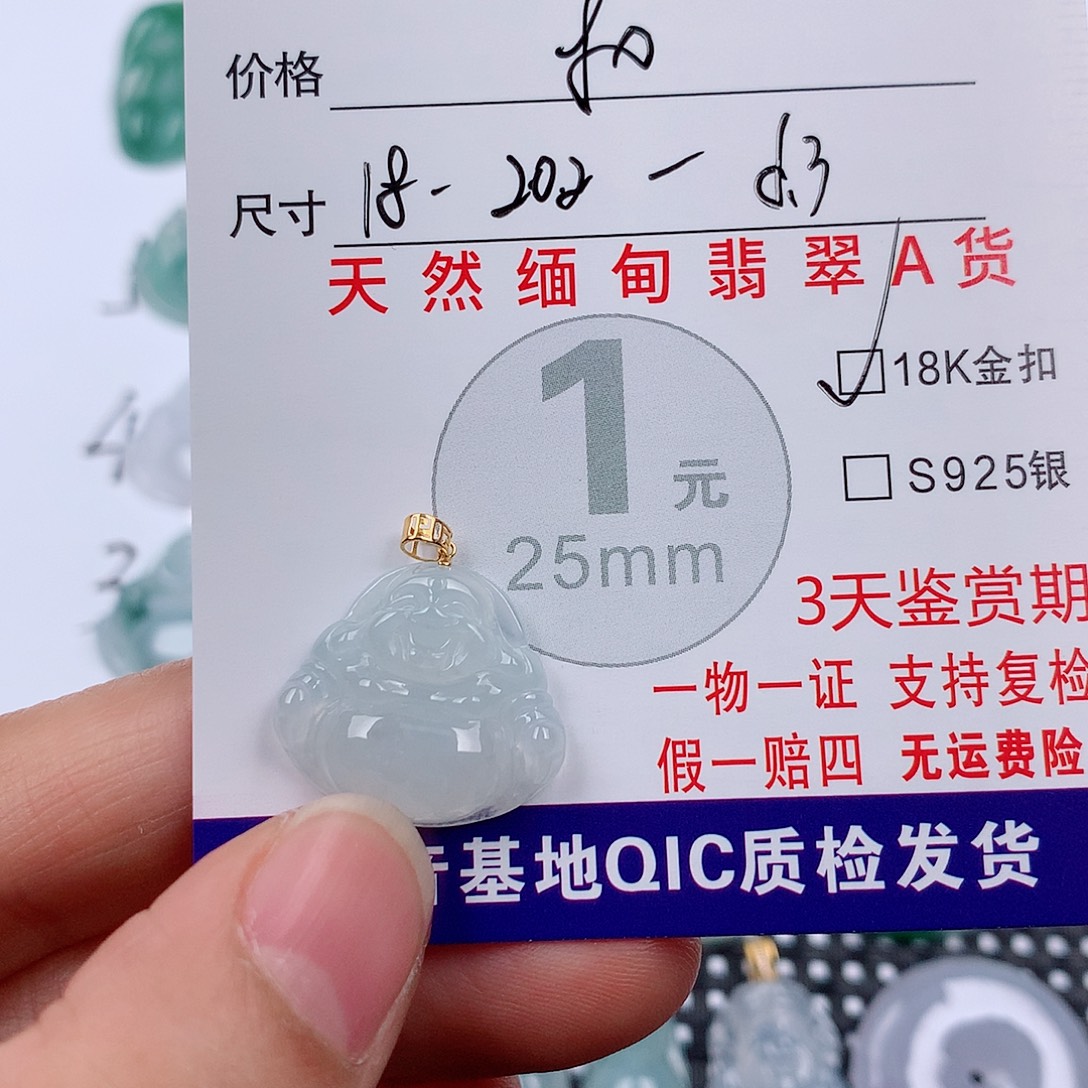 价格
尺寸 18 - 20.2 - 6.3
天然缅甸翡翠A货
1元
25mm
18K金扣
S925银
3天鉴赏期
一物一证 支持复检
假一赔四 无运费险
基地QIC质检发货
4
2